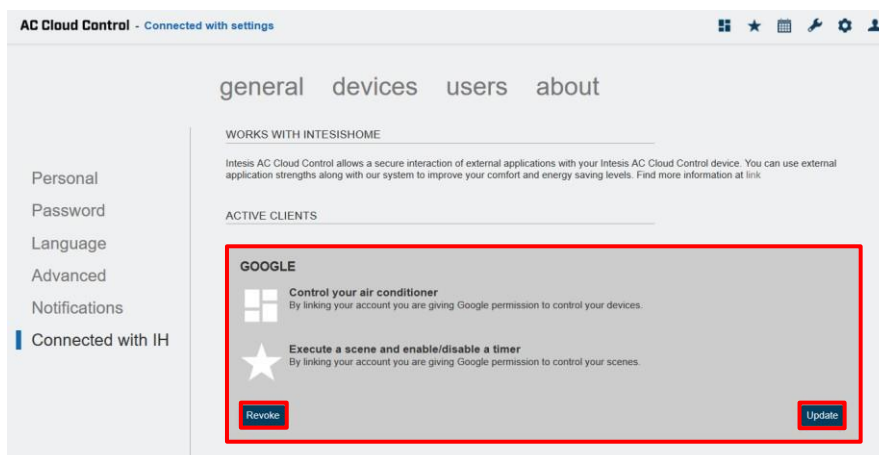 AC Cloud Control - Connected with settings
general devices users about
WORKS WITH INTESISHOME
Intesis AC Cloud Control allows a secure interaction of external applications with your Intesis AC Cloud Control device. You can use external
application strengths along with our system to improve your comfort and energy saving levels. Find more information at link
Personal
Password
Language
Advanced
Notifications
Connected with IH
ACTIVE CLIENTS
GOOGLE
Control your air conditioner
By linking your account you are giving Google permission to control your devices.
Execute a scene and enable/disable a timer
By linking your account you are giving Google permission to control your scenes.
Revoke
Update